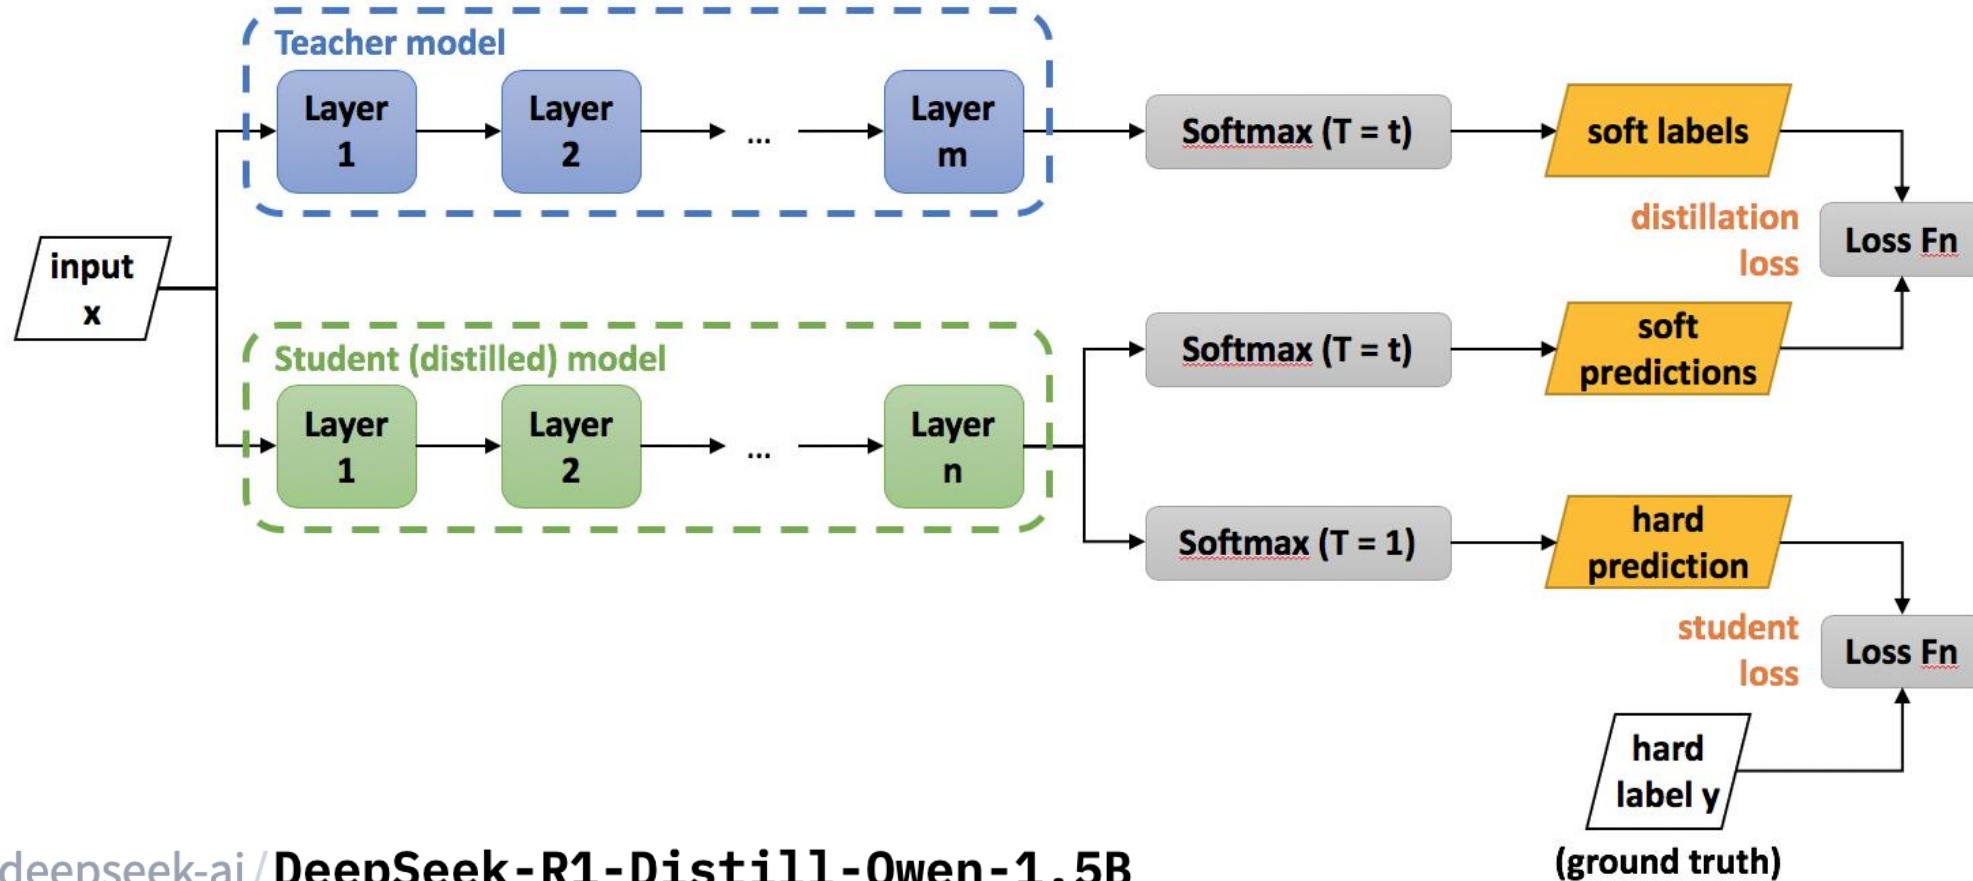 Teacher model
Layer
1
Layer
2
...
Layer
m
Softmax (T = t)
soft labels
distillation
loss
Loss Fn
input
x
Student (distilled) model
Layer
1
Layer
2
...
Layer
n
Softmax (T = t)
soft
predictions
Softmax (T = 1)
hard
prediction
student
loss
Loss Fn
hard
label y
(ground truth)
deepseek-ai/DeepSeek-R1-Distill-Qwen-1.5B